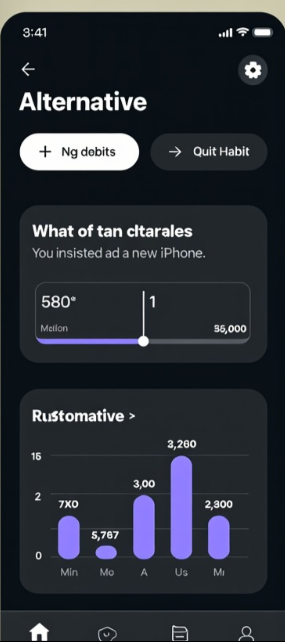 3:41
Alternative
+ Ng debits
→ Quit Habit
What of tan cltarales
You insisted ad a new iPhone.
580° 1
Mellon 35,000
Rustomative >
3,260
16
3,00
2 7X0 2,300
5,767
0
Min Mo A Us Mı